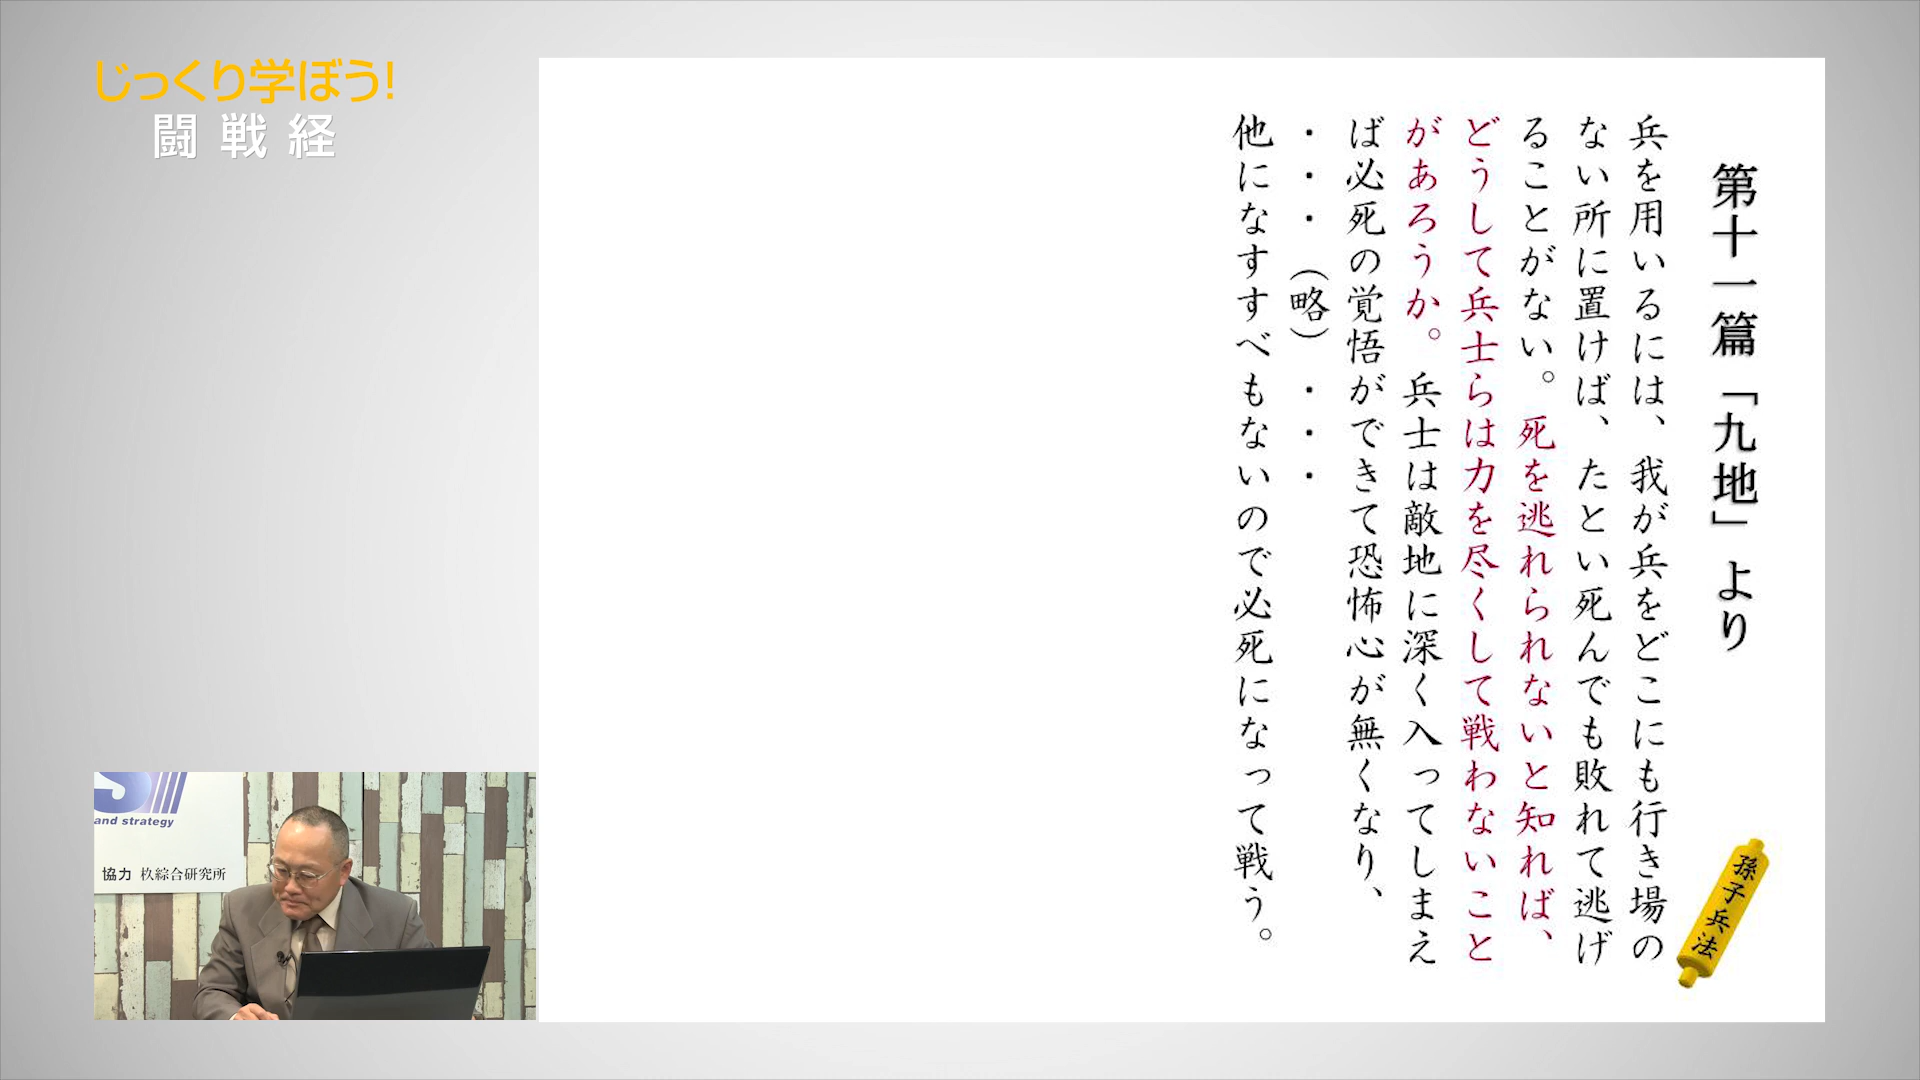 じっくり学ぼう!
闘戦経
第十一篇「九地」より
兵を用いるには、我が兵をどこにも行き場の
ない所に置けば、たとい死んでも敗れて逃げ
ることがない。死を逃れられないと知れば、
どうして兵士らは力を尽くして戦わないこと
があろうか。兵士は敵地に深く入ってしまえ
ば必死の覚悟ができて恐怖心が無くなり、
・・・（略）・・・
他になすすべもないので必死になって戦う。
孫子兵法
and strategy
協力 杦綜合研究所